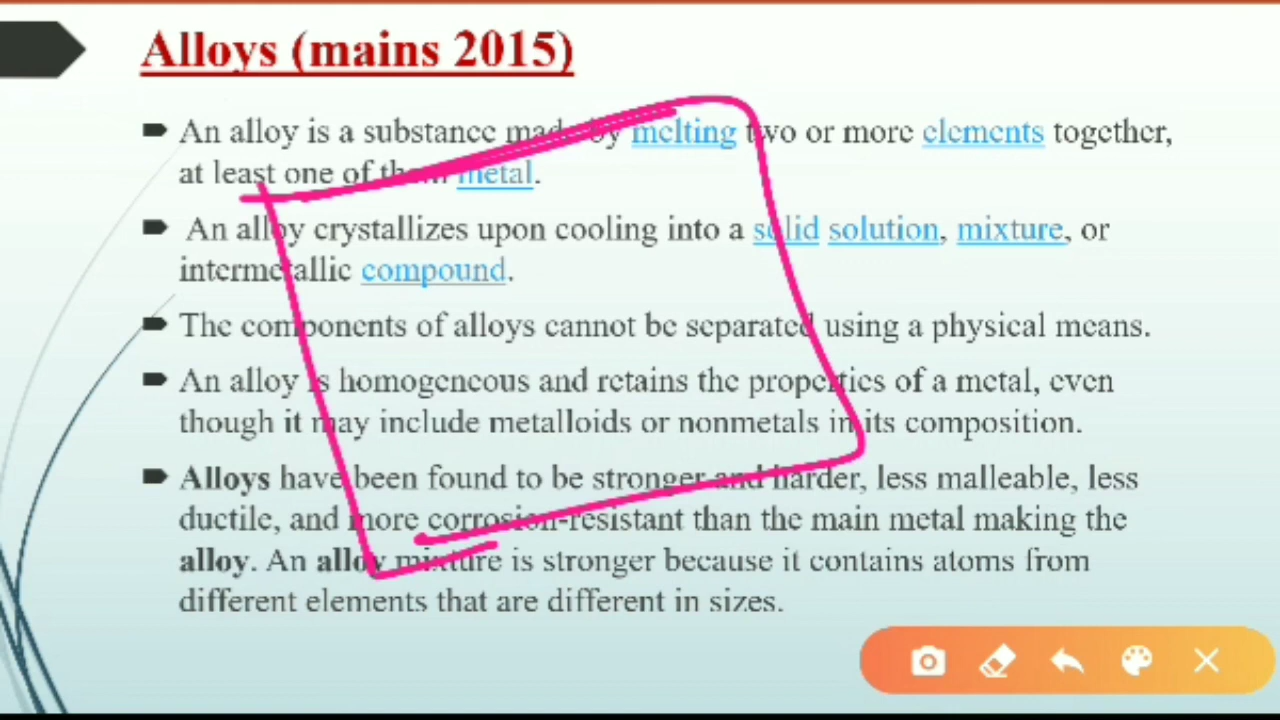 Alloys (mains 2015)
An alloy is a substance made by melting two or more elements together,
at least one of them metal.
An alloy crystallizes upon cooling into a solid solution, mixture, or
intermetallic compound.
The components of alloys cannot be separated using a physical means.
An alloy is homogeneous and retains the properties of a metal, even
though it may include metalloids or nonmetals in its composition.
Alloys have been found to be stronger and harder, less malleable, less
ductile, and more corrosion-resistant than the main metal making the
alloy. An alloy mixture is stronger because it contains atoms from
different elements that are different in sizes.